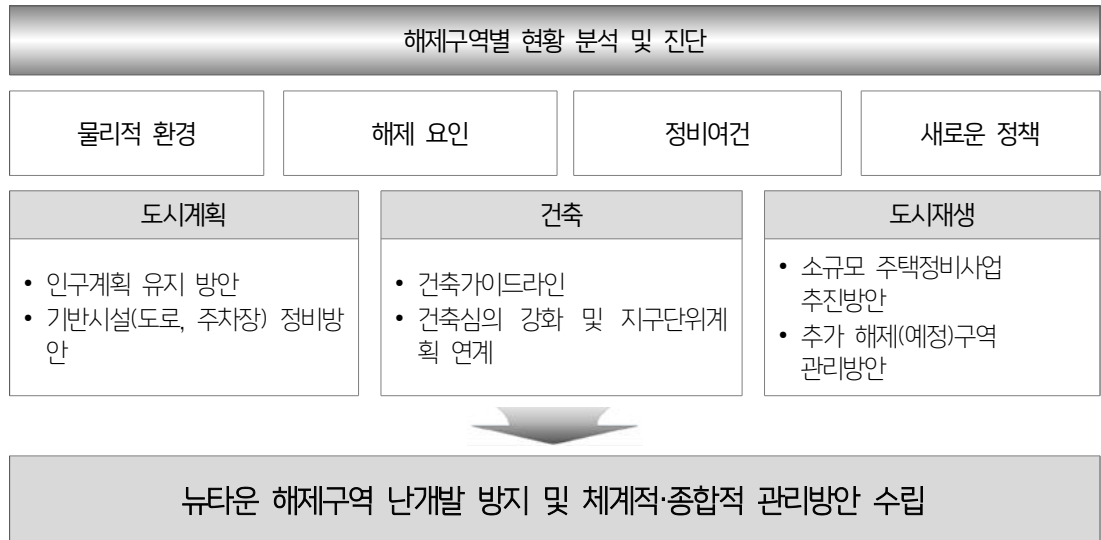 해제구역별 현황 분석 및 진단
물리적 환경
해제 요인
정비여건
새로운 정책
도시계획
• 인구계획 유지 방안
• 기반시설(도로, 주차장) 정비방
안
건축
• 건축가이드라인
• 건축심의 강화 및 지구단위계
획 연계
도시재생
• 소규모 주택정비사업
추진방안
• 추가 해제(예정)구역
관리방안
뉴타운 해제구역 난개발 방지 및 체계적·종합적 관리방안 수립